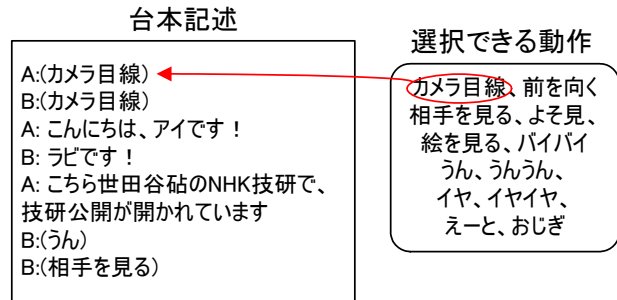 台本記述
A:(カメラ目線)
B:(カメラ目線)
A: こんにちは、アイです！
B: ラビです！
A: こちら世田谷砧のNHK技研で、
技研公開が開かれています
B:(うん)
B:(相手を見る)
選択できる動作
カメラ目線、前を向く
相手を見る、よそ見、
絵を見る、バイバイ
うん、うんうん、
イヤ、イヤイヤ、
えーと、おじぎ